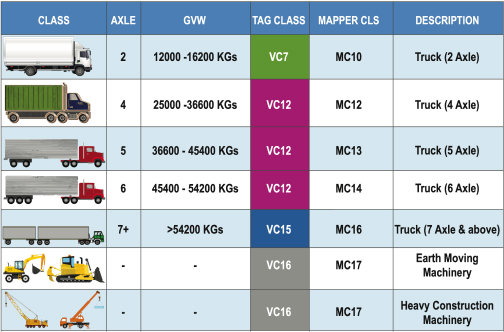 CLASS AXLE GVW TAG CLASS MAPPER CLS DESCRIPTION
2 12000 -16200 KGs VC7 MC10 Truck (2 Axle)
4 25000 -36600 KGs VC12 MC12 Truck (4 Axle)
5 36600 - 45400 KGs VC12 MC13 Truck (5 Axle)
6 45400 - 54200 KGs VC12 MC14 Truck (6 Axle)
7+ >54200 KGs VC15 MC16 Truck (7 Axle & above)
- - VC16 MC17 Earth Moving
Machinery
- - VC16 MC17 Heavy Construction
Machinery